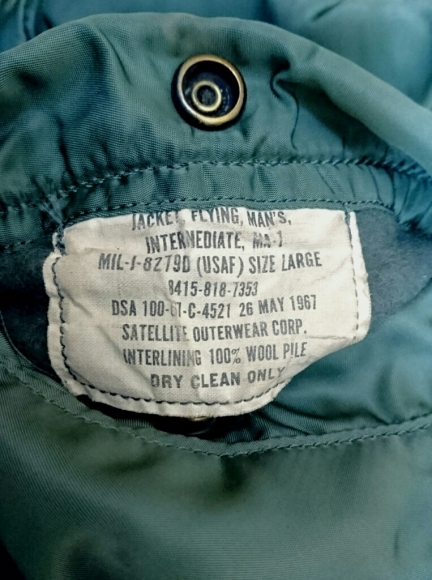 JACKET, FLYING, MAN'S,
INTERMEDIATE, MA-1
MIL-J-8279D (USAF) SIZE LARGE
8415-818-7353
DSA 100-67-C-4521 26 MAY 1967
SATELLITE OUTERWEAR CORP.
INTERLINING 100% WOOL PILE
DRY CLEAN ONLY